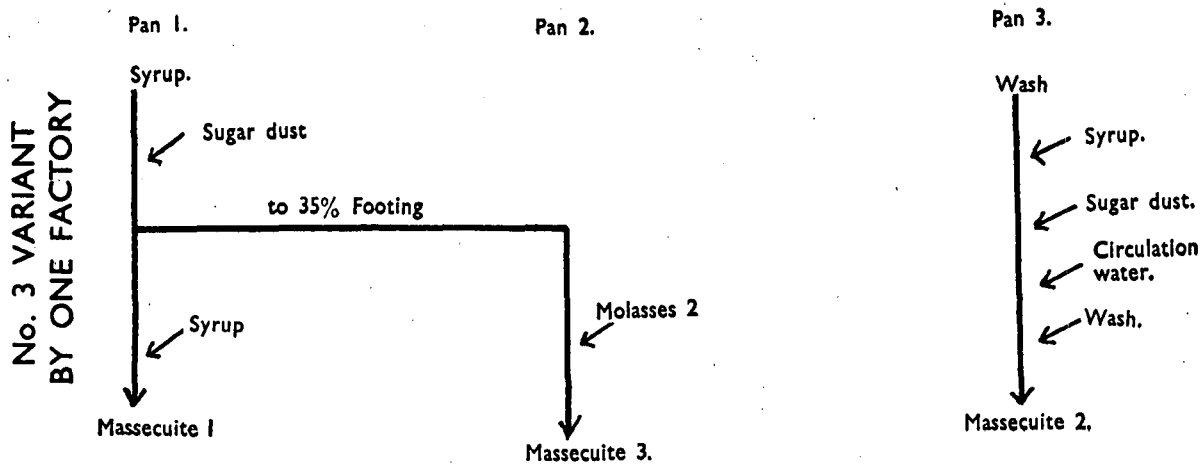 No. 3 VARIANT
BY ONE FACTORY
Pan 1.
Syrup.
Sugar dust
to 35% Footing
Syrup
Massecuite 1
Pan 2.
Molasses 2
Massecuite 3.
Pan 3.
Wash
Syrup.
Sugar dust.
Circulation
water.
Wash.
Massecuite 2.